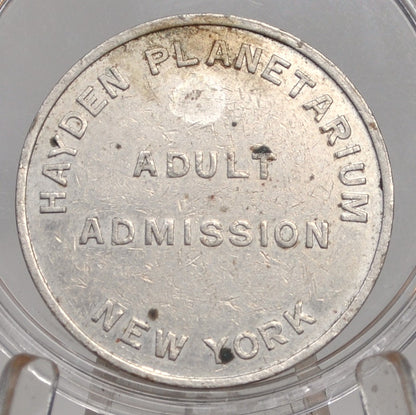 HAYDEN PLANETARIUM
ADULT
ADMISSION
NEW YORK